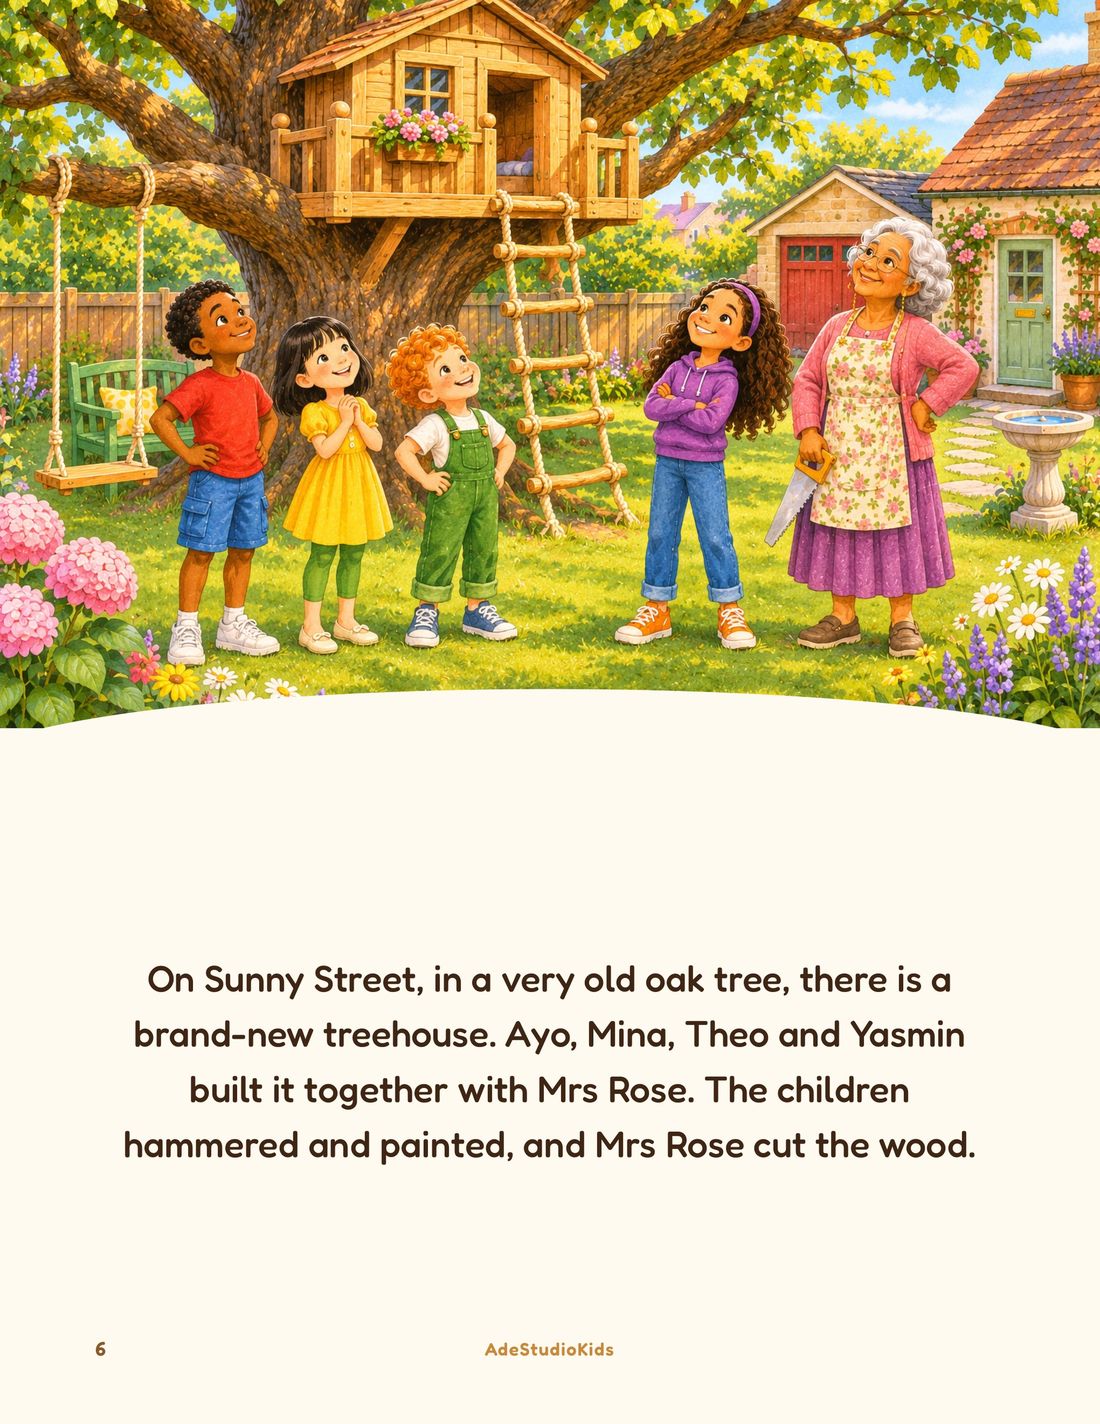 On Sunny Street, in a very old oak tree, there is a
brand-new treehouse. Ayo, Mina, Theo and Yasmin
built it together with Mrs Rose. The children
hammered and painted, and Mrs Rose cut the wood.
6
AdeStudioKids